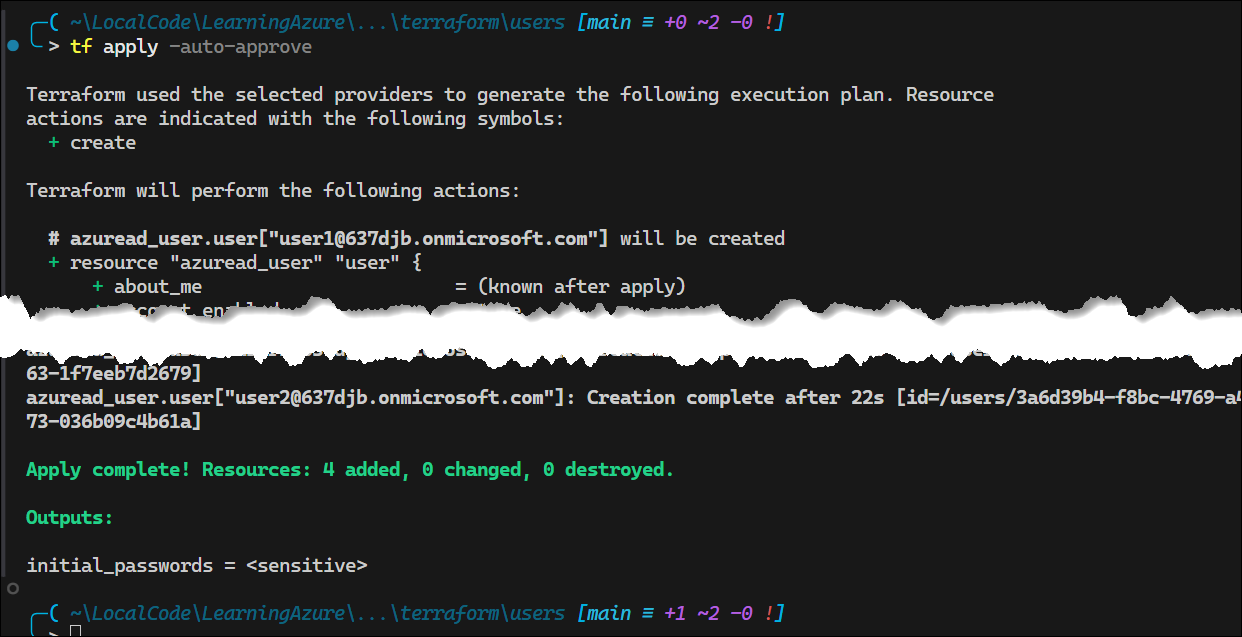 ~\LocalCode\LearningAzure\...\terraform\users [main ≡ +0 ~2 -0 !]
> tf apply -auto-approve
Terraform used the selected providers to generate the following execution plan. Resource
actions are indicated with the following symbols:
+ create
Terraform will perform the following actions:
# azuread_user.user["user1@637djb.onmicrosoft.com"] will be created
+ resource "azuread_user" "user" {
+ about_me = (known after apply)
63-1f7eeb7d2679]
azuread_user.user["user2@637djb.onmicrosoft.com"]: Creation complete after 22s [id=/users/3a6d39b4-f8bc-4769-a4
73-036b09c4b61a]
Apply complete! Resources: 4 added, 0 changed, 0 destroyed.
Outputs:
initial_passwords = <sensitive>
~\LocalCode\LearningAzure\...\terraform\users [main ≡ +1 ~2 -0 !]
>